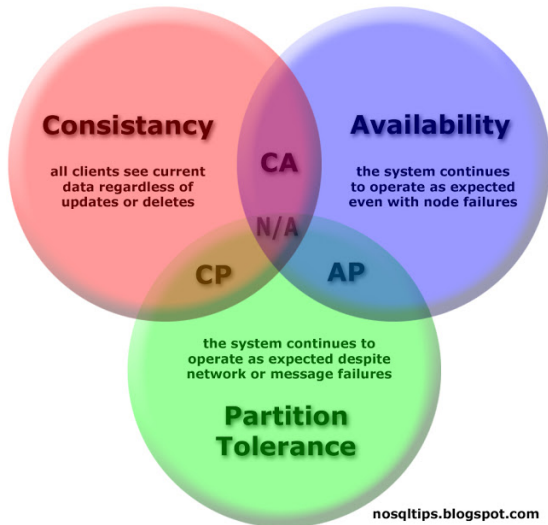 Consistancy
all clients see current
data regardless of
updates or deletes
Availability
the system continues
to operate as expected
even with node failures
CA
N/A
CP
AP
the system continues to
operate as expected despite
network or message failures
Partition
Tolerance
nosqltips.blogspot.com